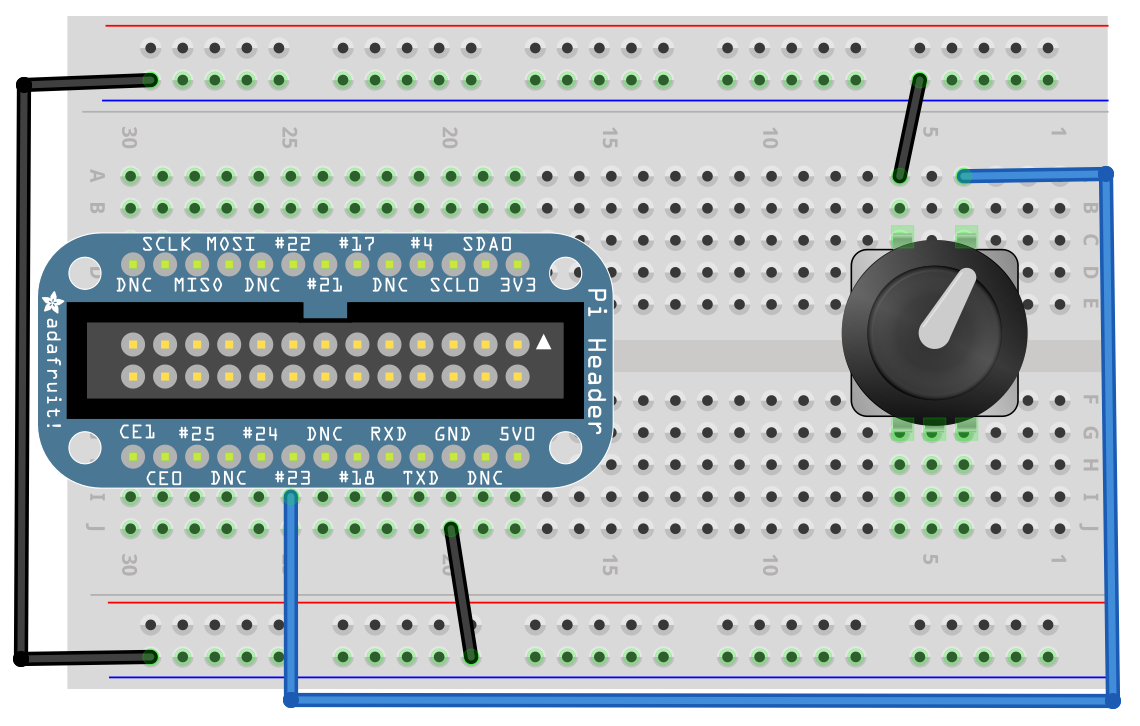 30 25 20 15 10 5 1
A
B B
C
D D
E
SCLK MOSI #22 #17 #4 SDA0
DNC MISO DNC #21 DNC SCL0 3V3
adafruit!
Pi Header
CE1 #25 #24 DNC RXD GND 5V0
CE0 DNC #23 #18 TXD DNC
F
G
H
I I
J J
30 20 15 10 5 1